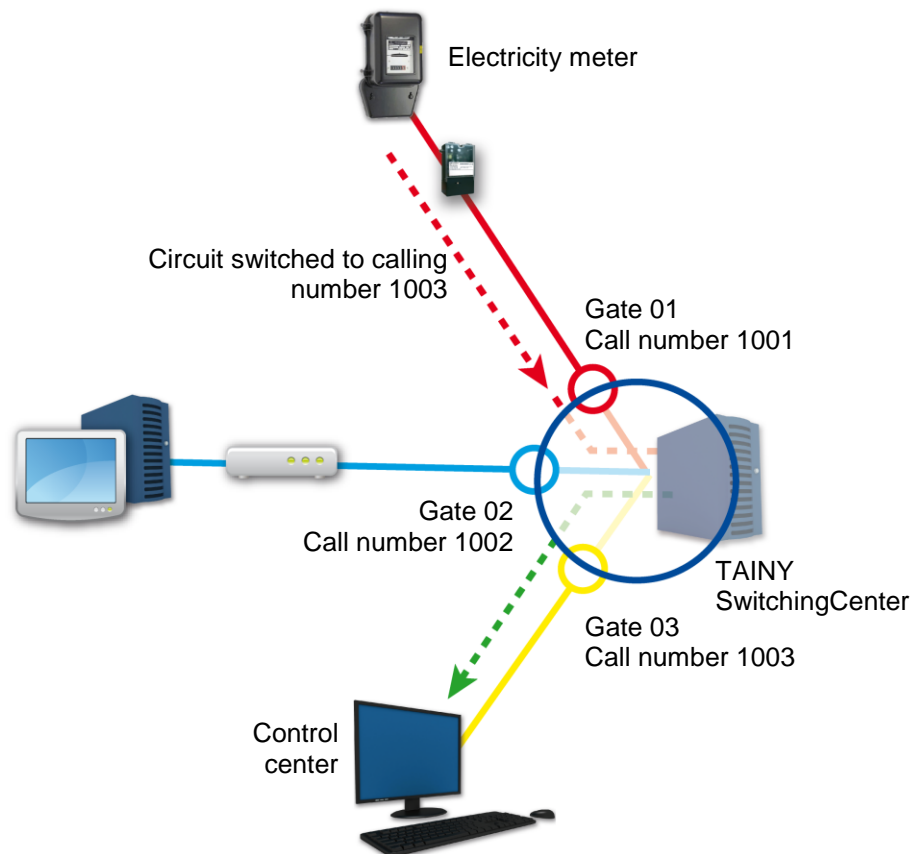 Electricity meter
Circuit switched to calling
number 1003
Gate 01
Call number 1001
Gate 02
Call number 1002
TAINY
SwitchingCenter
Gate 03
Call number 1003
Control
center